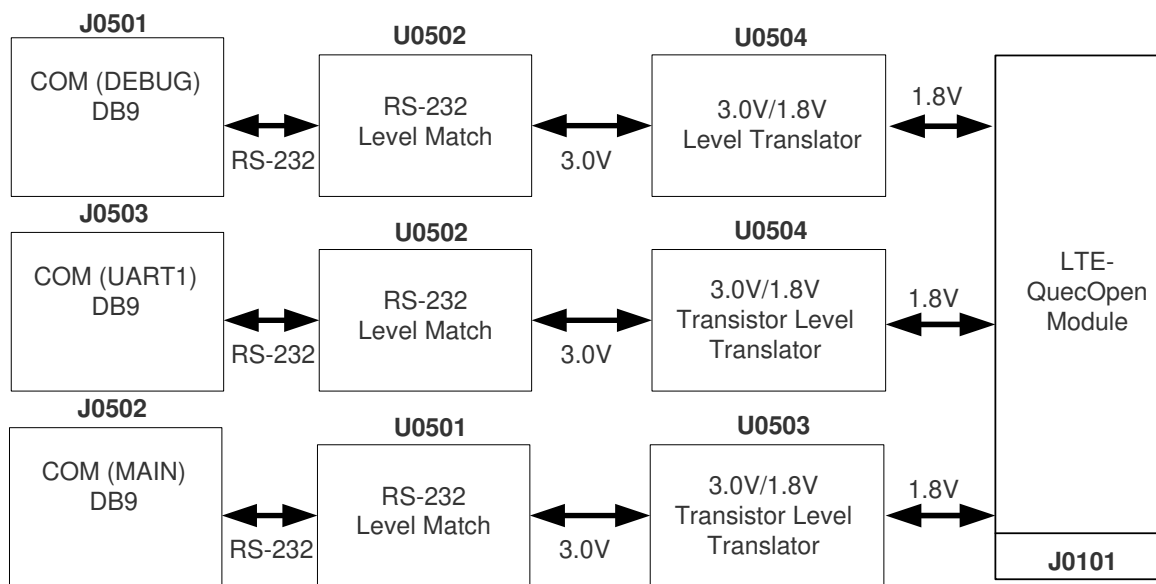 J0501
U0502
U0504
COM (DEBUG)
DB9
RS-232
RS-232
Level Match
3.0V
3.0V/1.8V
Level Translator
1.8V
J0503
U0502
U0504
COM (UART1)
DB9
RS-232
RS-232
Level Match
3.0V
3.0V/1.8V
Transistor Level
Translator
1.8V
LTE-
QuecOpen
Module
J0502
U0501
U0503
COM (MAIN)
DB9
RS-232
RS-232
Level Match
3.0V
3.0V/1.8V
Transistor Level
Translator
1.8V
J0101